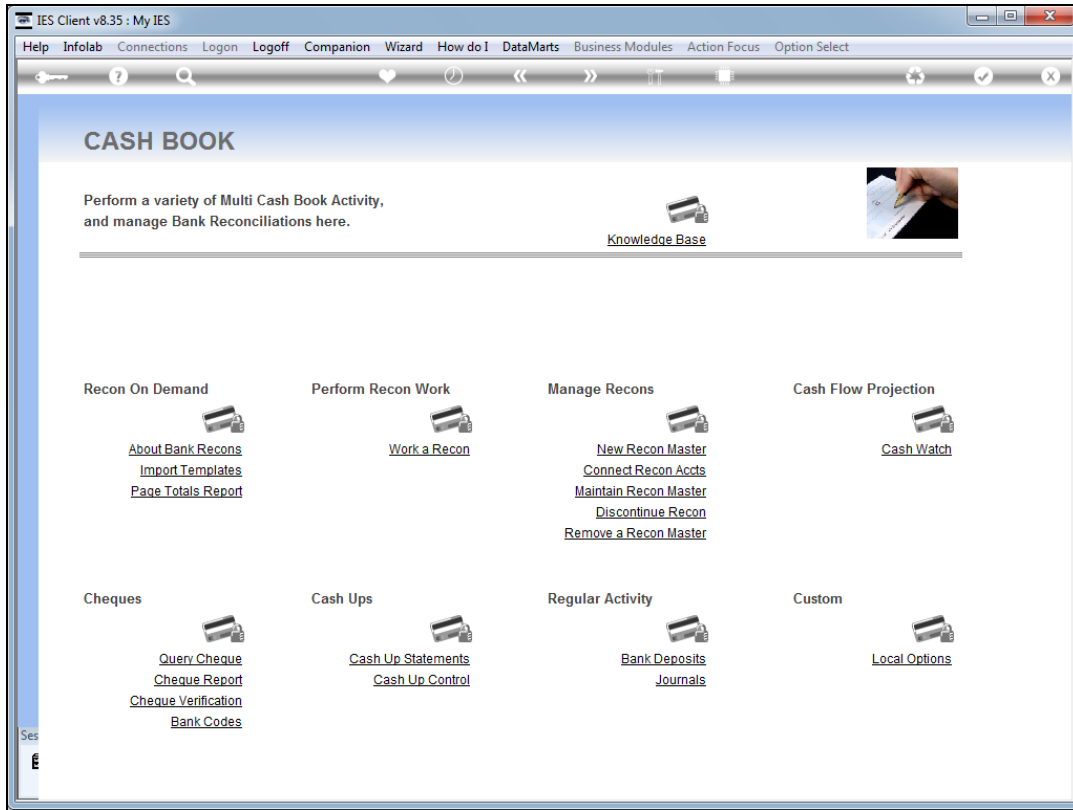 IES Client v8.35 : My IES
Help Infolab Connections Logon Logoff Companion Wizard How do I DataMarts Business Modules Action Focus Option Select
CASH BOOK
Perform a variety of Multi Cash Book Activity,
and manage Bank Reconciliations here.
Knowledge Base
Recon On Demand
About Bank Recons
Import Templates
Page Totals Report
Perform Recon Work
Work a Recon
Manage Recons
New Recon Master
Connect Recon Accts
Maintain Recon Master
Discontinue Recon
Remove a Recon Master
Cash Flow Projection
Cash Watch
Cheques
Query Cheque
Cheque Report
Cheque Verification
Bank Codes
Cash Ups
Cash Up Statements
Cash Up Control
Regular Activity
Bank Deposits
Journals
Custom
Local Options
Ses